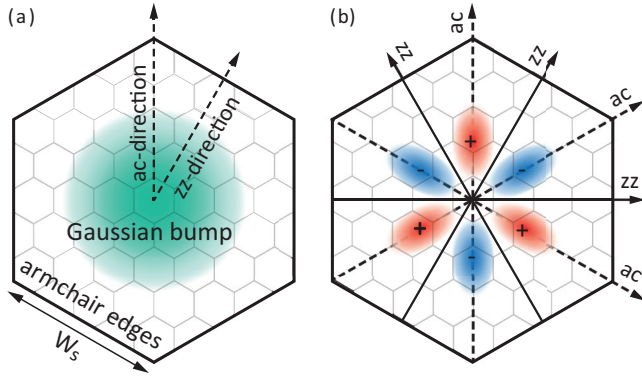 (a)
ac-direction
zz-direction
Gaussian bump
armchair edges
Ws
(b)
ac
zz
zz
ac
+
-
-
zz
+
+
-
ac